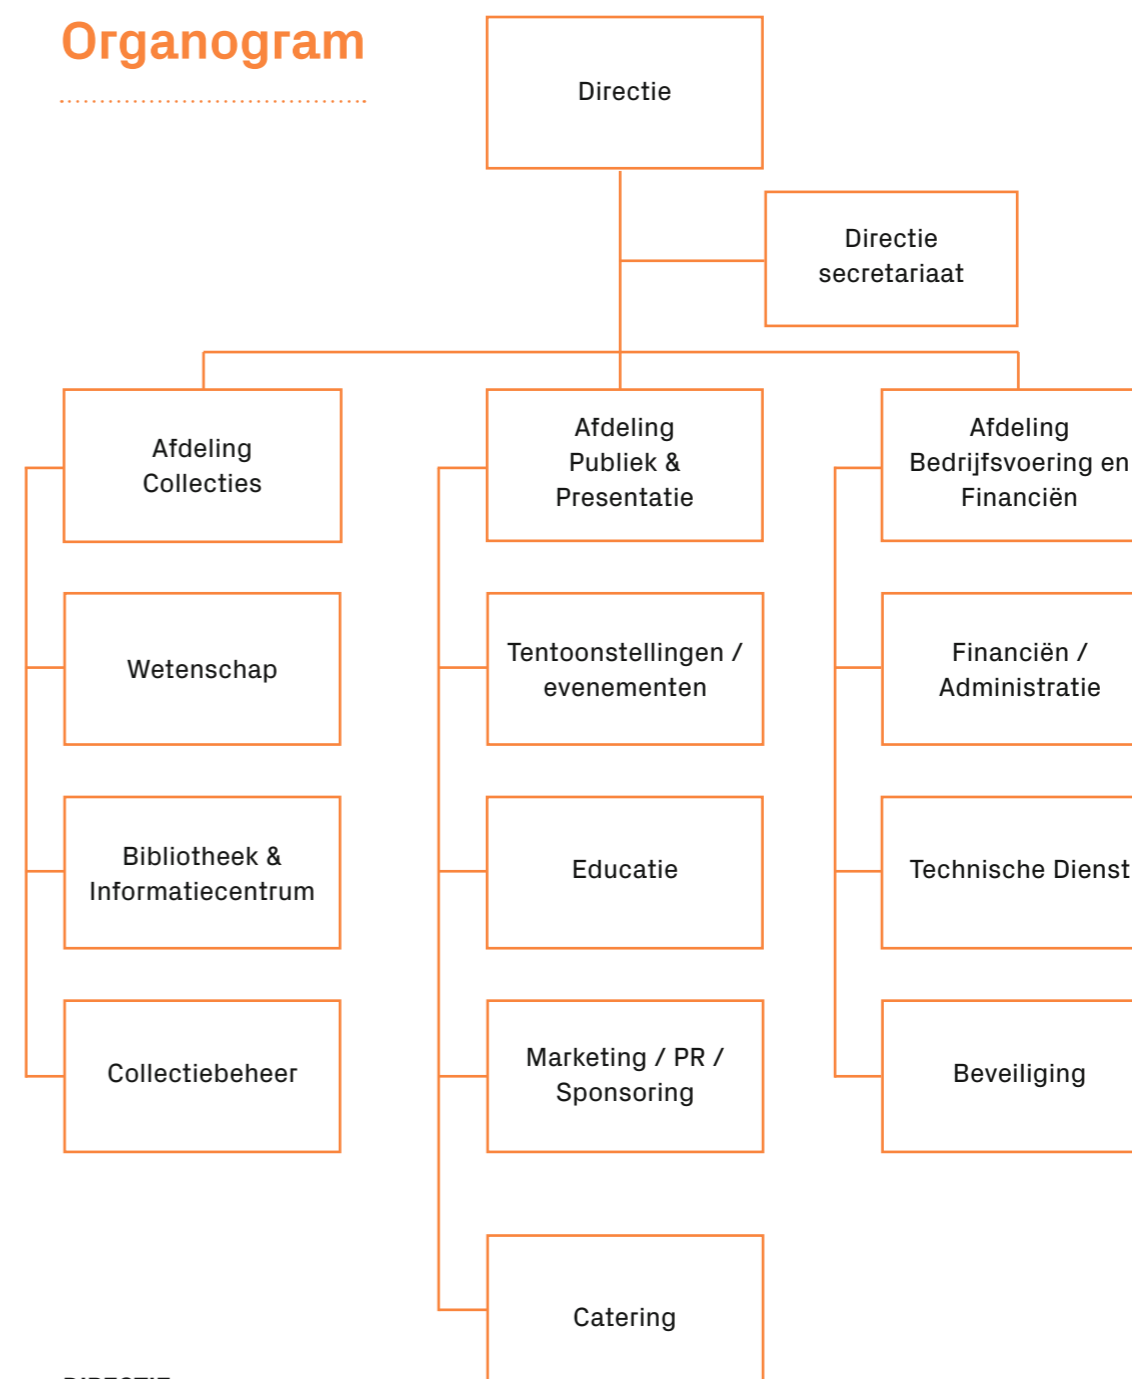 Organogram
Directie
Directie
secretariaat
Afdeling
Collecties
Wetenschap
Bibliotheek &
Informatiecentrum
Collectiebeheer
Afdeling
Publiek &
Presentatie
Tentoonstellingen /
evenementen
Educatie
Marketing / PR /
Sponsoring
Catering
Afdeling
Bedrijfsvoering en
Financiën
Financiën /
Administratie
Technische Dienst
Beveiliging